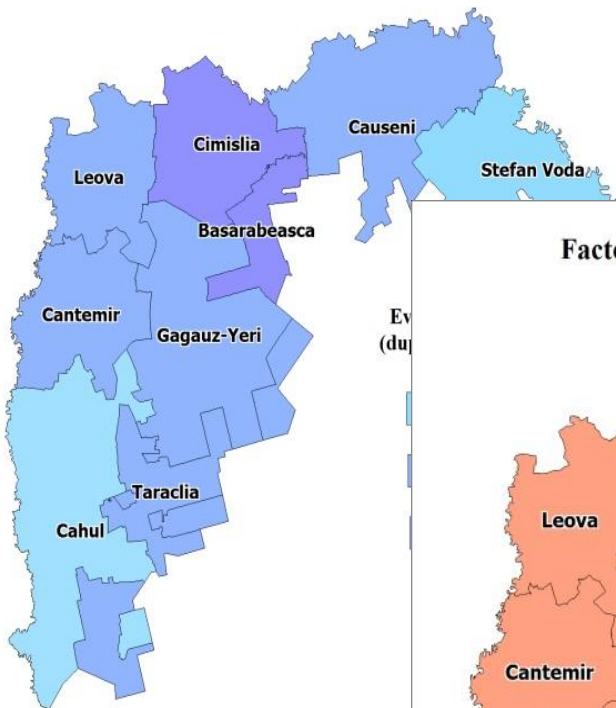 Cimislia
Causeni
Leova
Stefan Voda
Basarabeasca
Cantemir
Gagauz-Yeri
Taraclia
Cahul
Leova
Cantemir